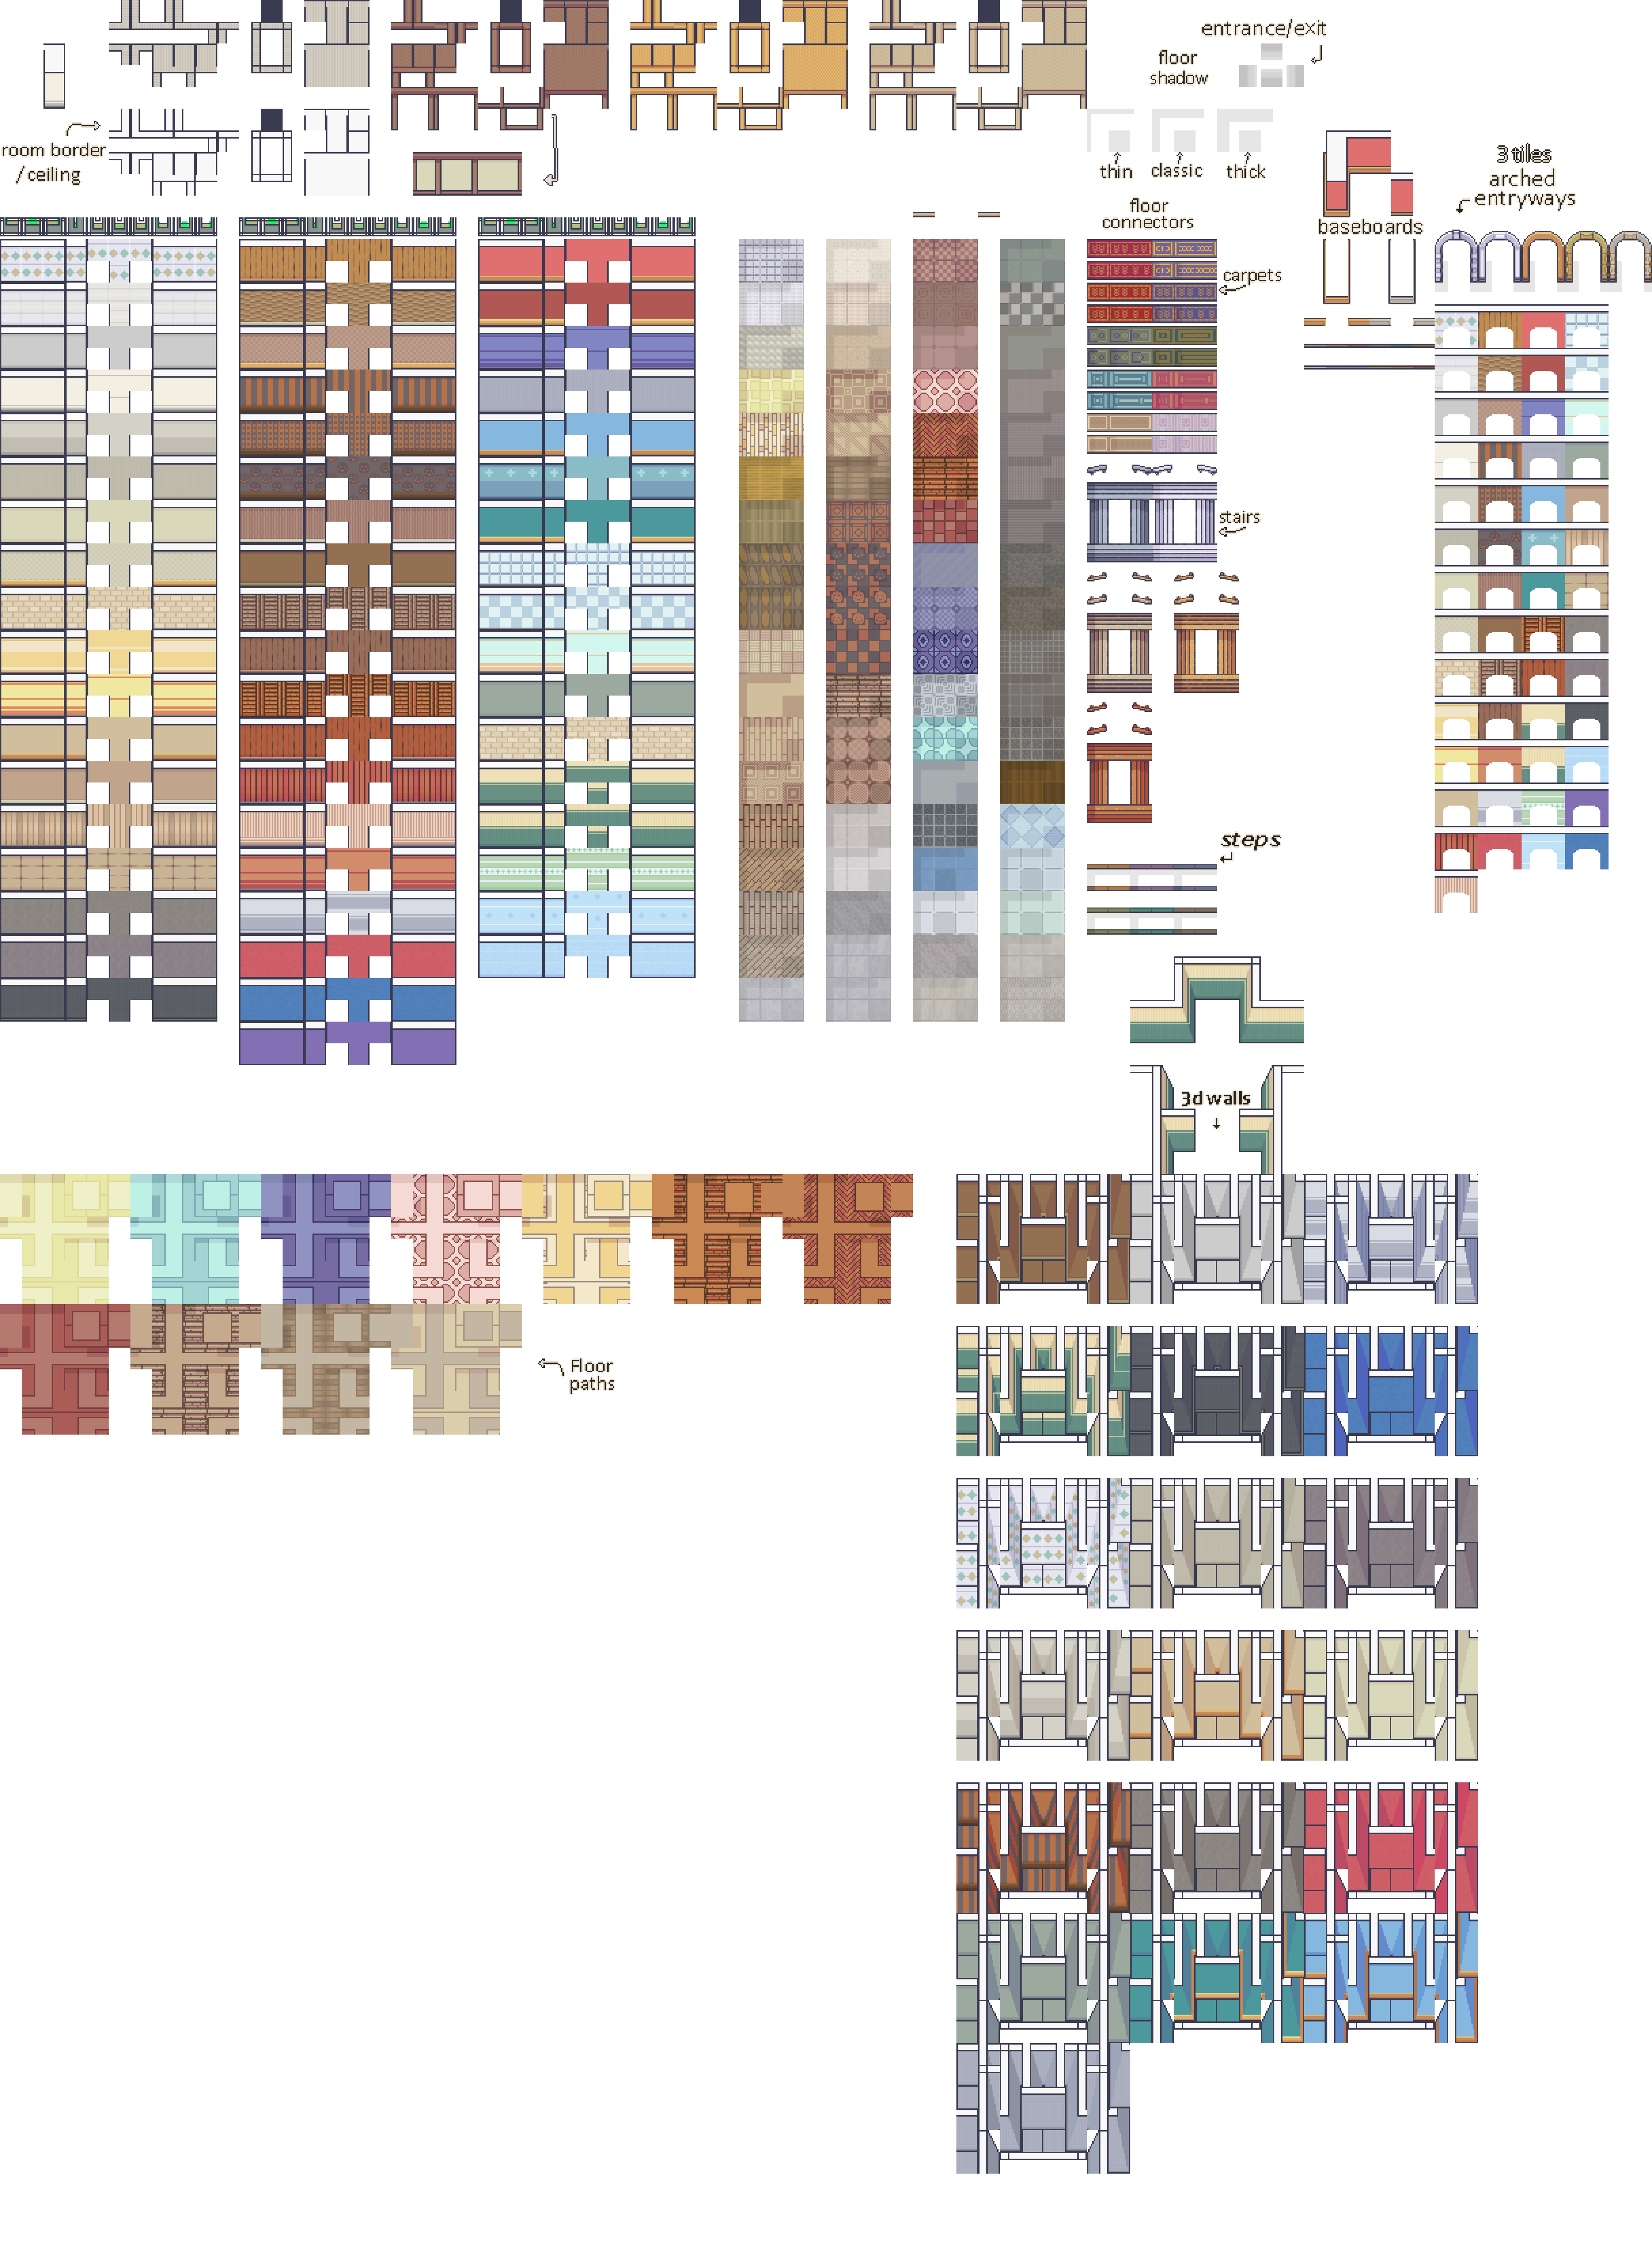 entrance/exit
floor
shadow
room border
/ceiling
thin
classic
thick
3 tiles
arched
entryways
floor
connectors
baseboards
carpets
stairs
steps
3d walls
Floor
paths